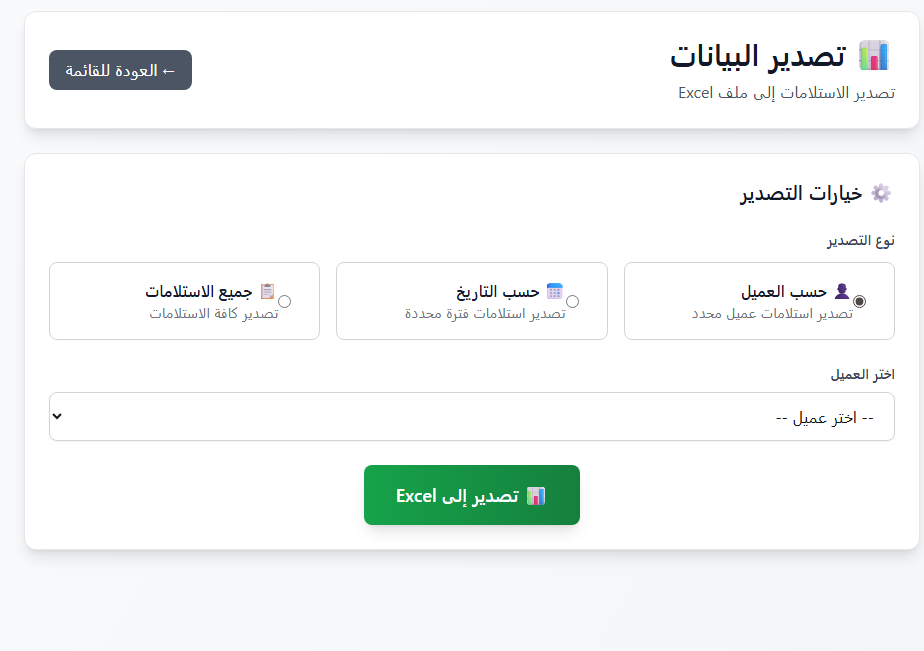 تصدير البيانات
تصدير الاستلامات إلى ملف Excel
← العودة للقائمة
خيارات التصدير
نوع التصدير
حسب العميل
تصدير استلامات عميل محدد
حسب التاريخ
تصدير استلامات فترة محددة
جميع الاستلامات
تصدير كافة الاستلامات
اختر العميل
-- اختر عميل --
تصدير إلى Excel